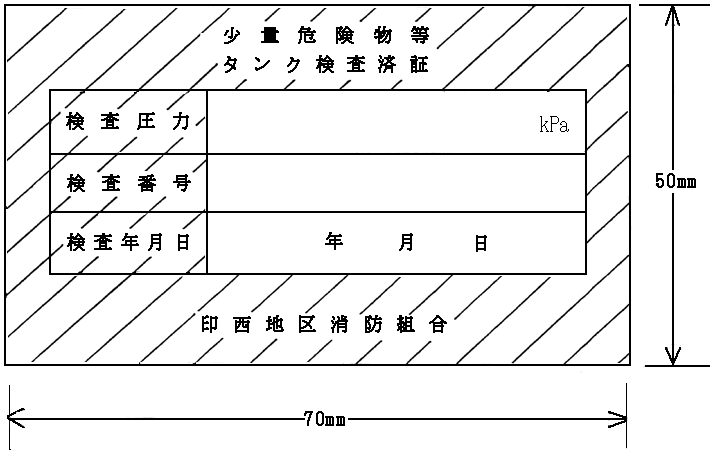 少量危険物等
タンク検査済証
検査圧力 kPa
検査番号
検査年月日 年 月 日
印西地区消防組合
50mm
70mm